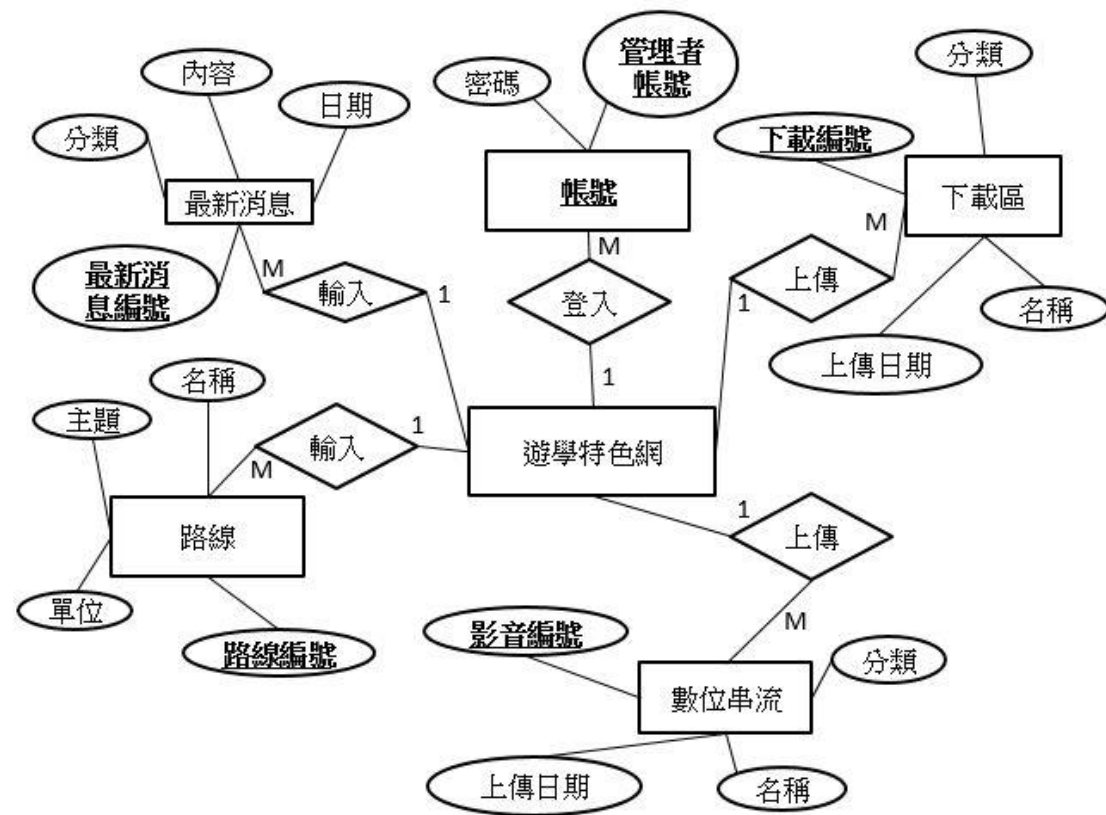 內容
分類
日期
最新消息
最新消
息編號
M
輸入
1
密碼
管理者
帳號
帳號
M
登入
1
分類
下載編號
下載區
M
上傳
1
名稱
上傳日期
遊學特色網
名稱
主題
路線
單位
路線編號
M
輸入
1
1
上傳
M
影音編號
數位串流
分類
上傳日期
名稱